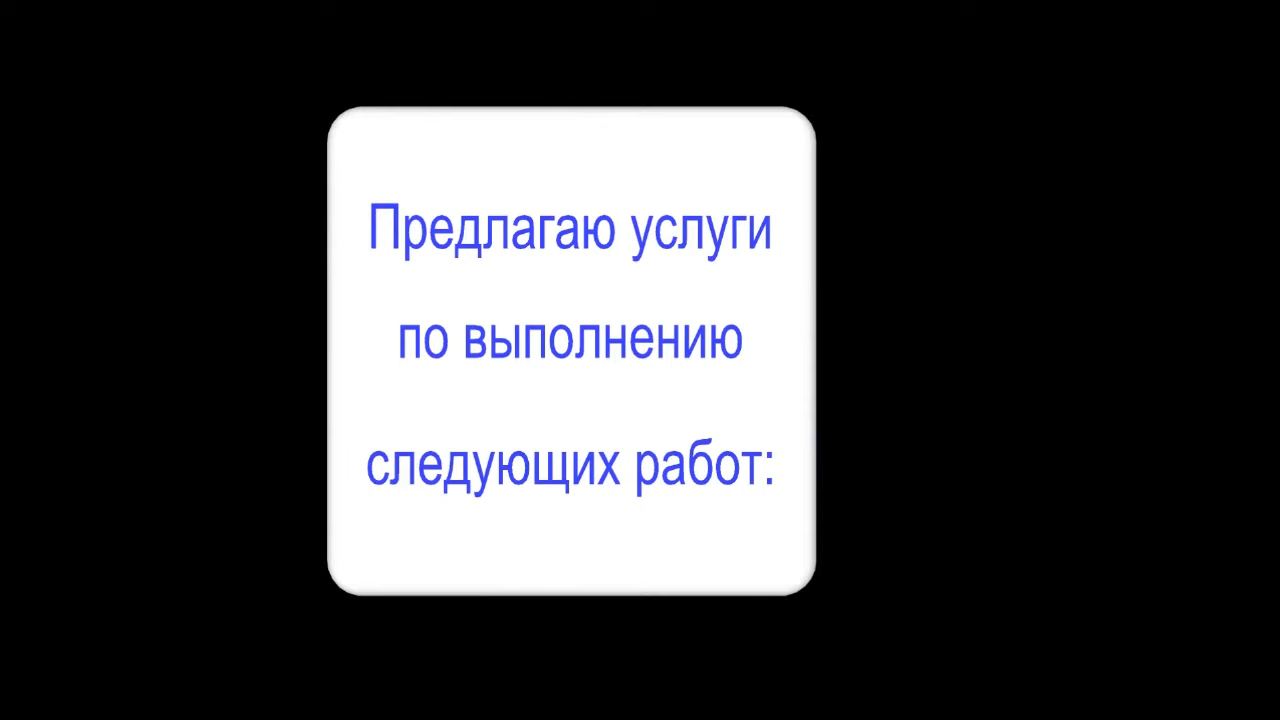 Предлагаю услуги
по выполнению
следующих работ: